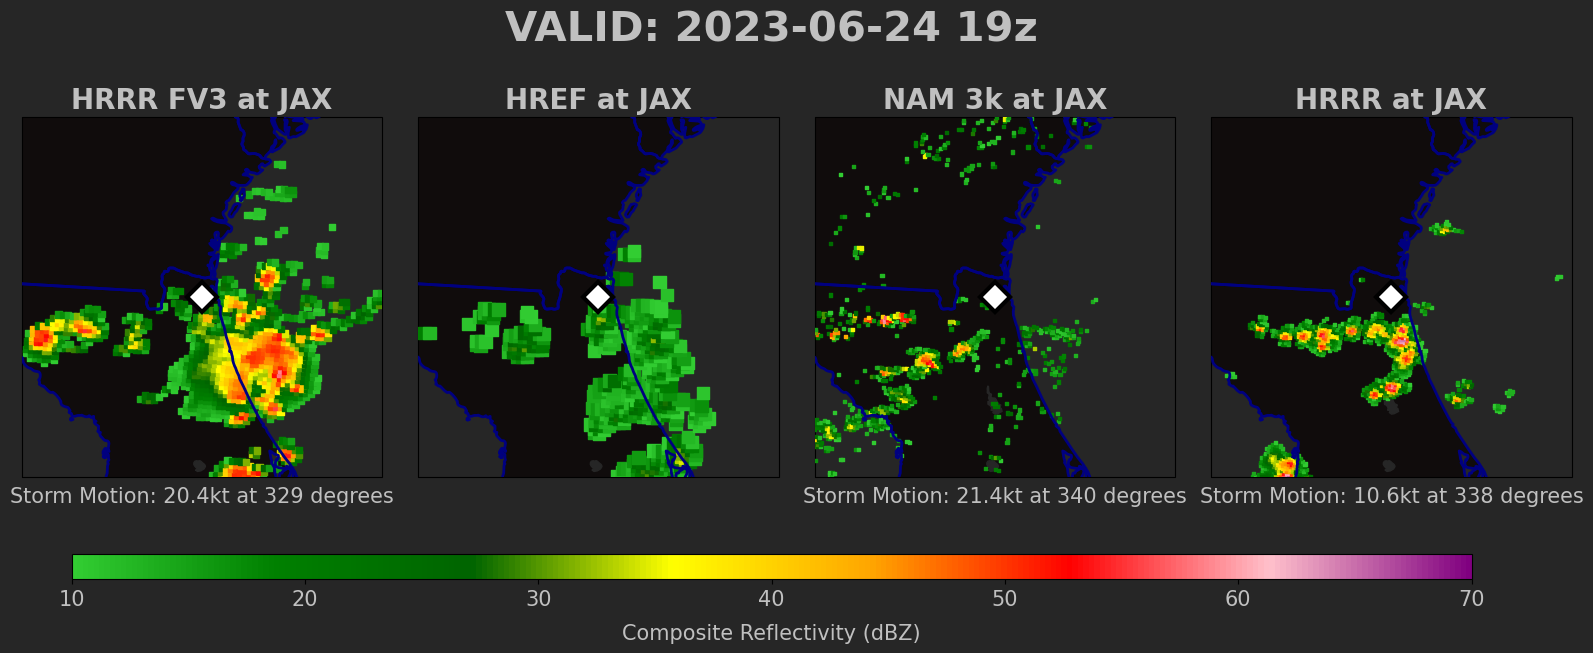 VALID: 2023-06-24 19z
HRRR FV3 at JAX
HREF at JAX
NAM 3k at JAX
HRRR at JAX
Storm Motion: 20.4kt at 329 degrees
Storm Motion: 21.4kt at 340 degrees
Storm Motion: 10.6kt at 338 degrees
10 20 30 40 50 60 70
Composite Reflectivity (dBZ)